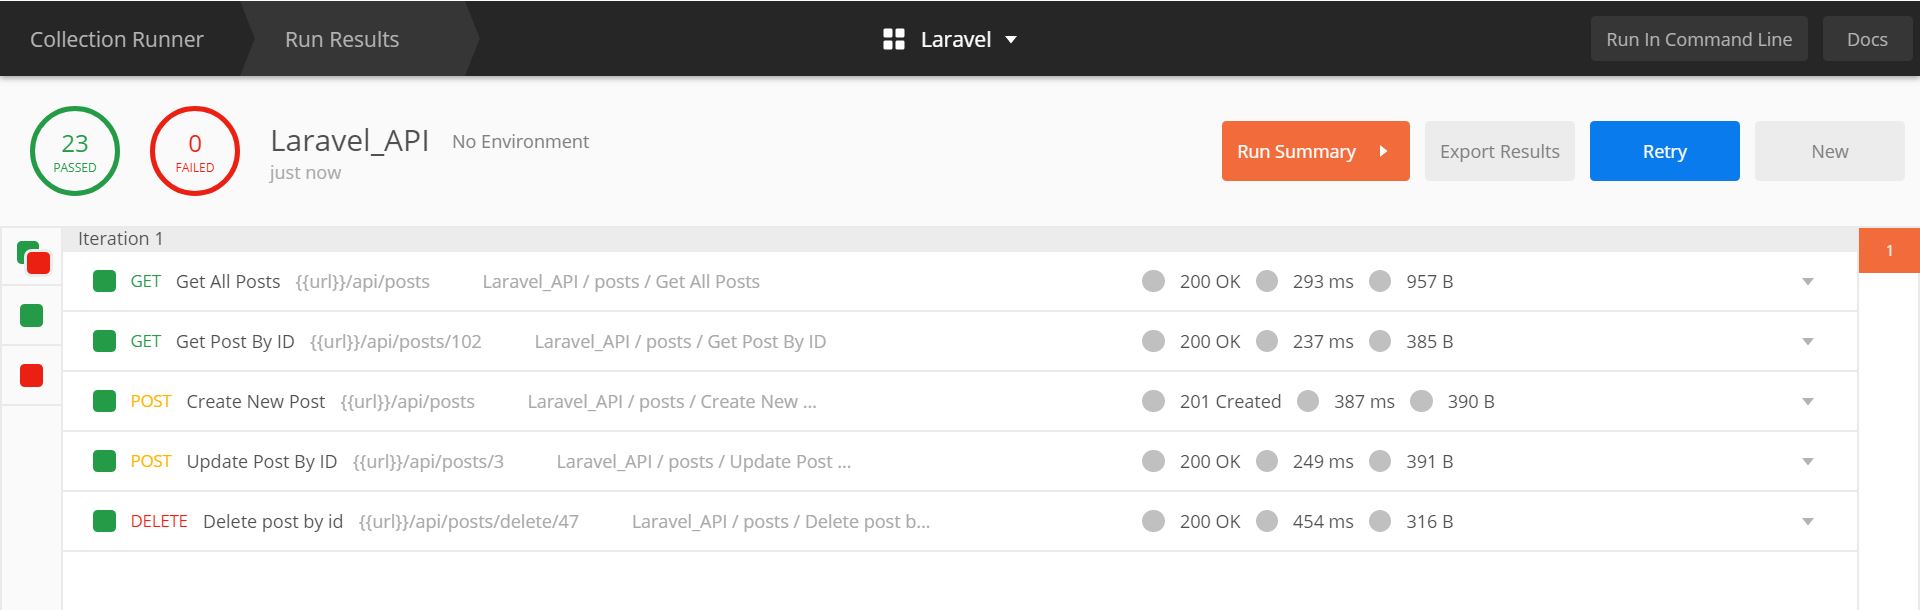 Collection Runner Run Results Laravel Run In Command Line Docs
23 PASSED
0 FAILED
Laravel_API No Environment
just now
Run Summary Export Results Retry New
Iteration 1
1
GET Get All Posts {{url}}/api/posts Laravel_API / posts / Get All Posts 200 OK 293 ms 957 B
GET Get Post By ID {{url}}/api/posts/102 Laravel_API / posts / Get Post By ID 200 OK 237 ms 385 B
POST Create New Post {{url}}/api/posts Laravel_API / posts / Create New ... 201 Created 387 ms 390 B
POST Update Post By ID {{url}}/api/posts/3 Laravel_API / posts / Update Post ... 200 OK 249 ms 391 B
DELETE Delete post by id {{url}}/api/posts/delete/47 Laravel_API / posts / Delete post b... 200 OK 454 ms 316 B